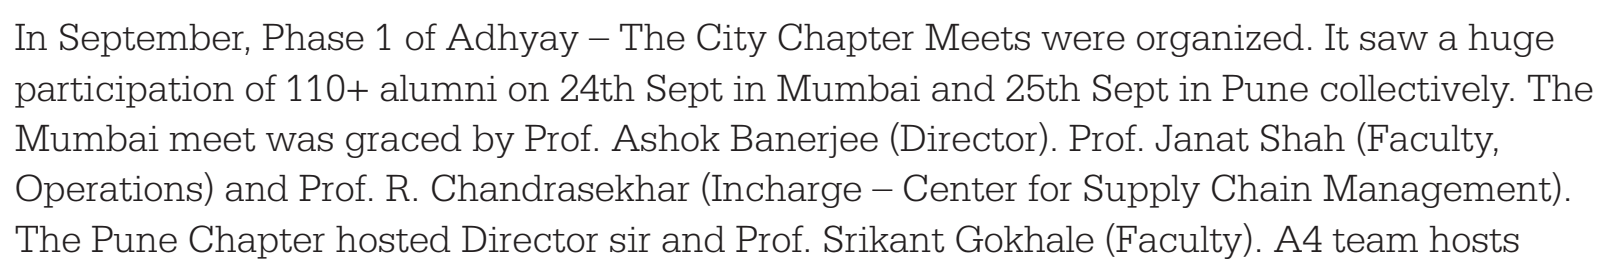 In September, Phase 1 of Adhyay – The City Chapter Meets were organized. It saw a huge
participation of 110+ alumni on 24th Sept in Mumbai and 25th Sept in Pune collectively. The
Mumbai meet was graced by Prof. Ashok Banerjee (Director). Prof. Janat Shah (Faculty,
Operations) and Prof. R. Chandrasekhar (Incharge – Center for Supply Chain Management).
The Pune Chapter hosted Director sir and Prof. Srikant Gokhale (Faculty). A4 team hosts